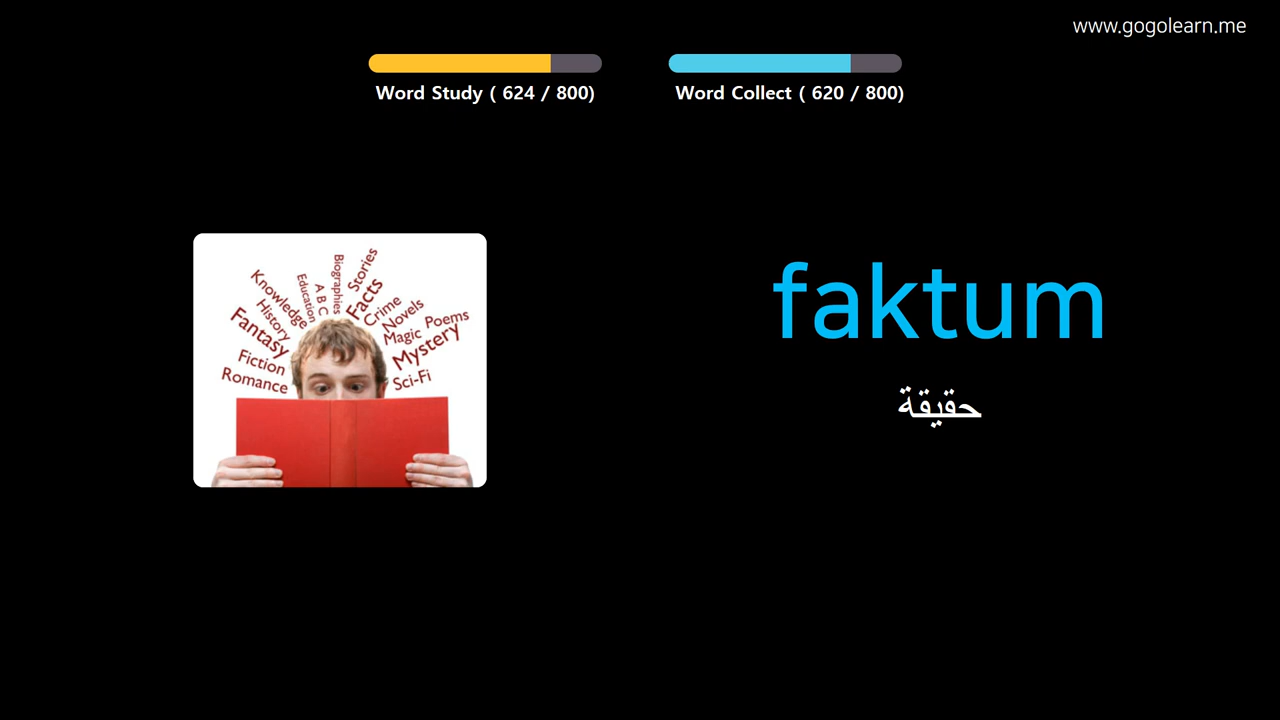 www.gogolearn.me
Word Study ( 624 / 800)
Word Collect ( 620 / 800)
Knowledge
History
Fantasy
Fiction
Romance
Education
A B C
Biographies
Stories
Facts
Crime
Novels
Magic
Poems
Mystery
Sci-Fi
faktum
حقيقة